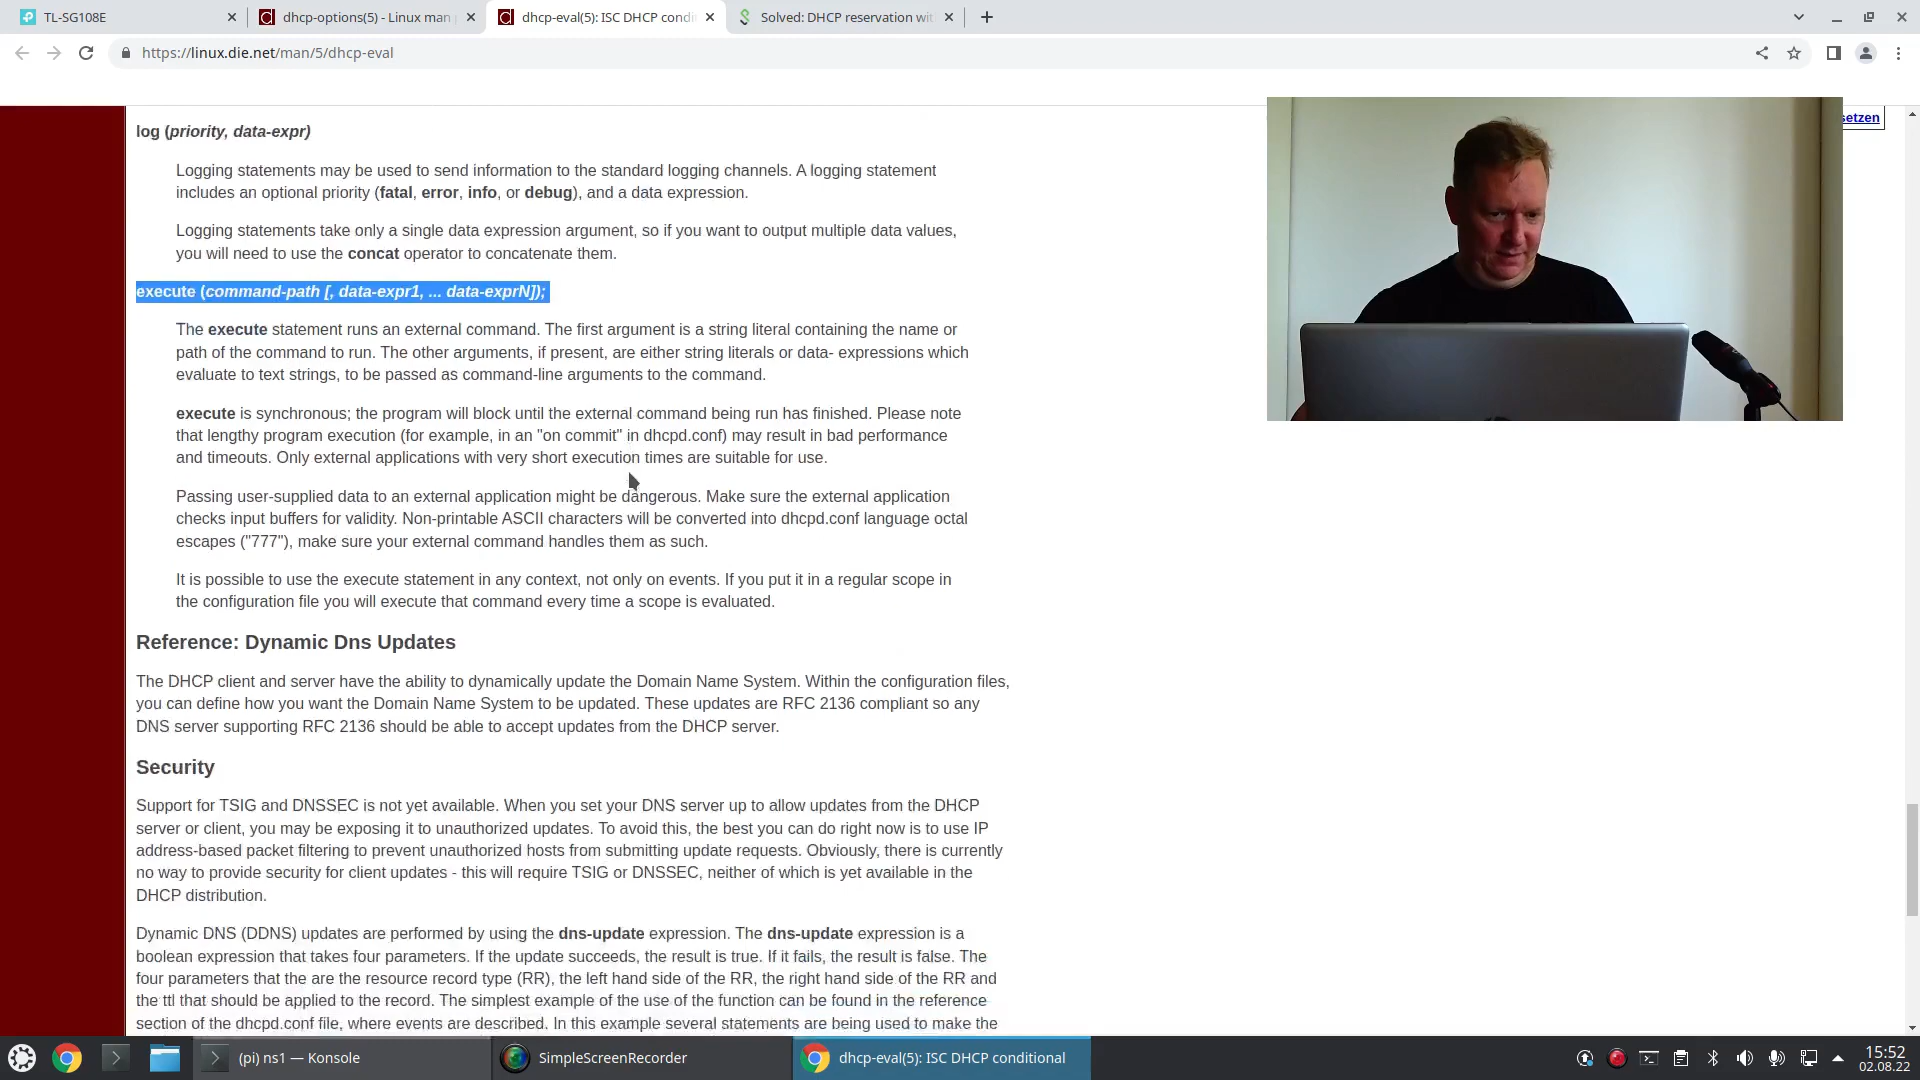 TL-SG108E
dhcp-options(5) - Linux man
dhcp-eval(5): ISC DHCP condi
Solved: DHCP reservation wit
https://linux.die.net/man/5/dhcp-eval
setzen
log (priority, data-expr)
Logging statements may be used to send information to the standard logging channels. A logging statement
includes an optional priority (fatal, error, info, or debug), and a data expression.
Logging statements take only a single data expression argument, so if you want to output multiple data values,
you will need to use the concat operator to concatenate them.
execute (command-path [, data-expr1, ... data-exprN]);
The execute statement runs an external command. The first argument is a string literal containing the name or
path of the command to run. The other arguments, if present, are either string literals or data- expressions which
evaluate to text strings, to be passed as command-line arguments to the command.
execute is synchronous; the program will block until the external command being run has finished. Please note
that lengthy program execution (for example, in an "on commit" in dhcpd.conf) may result in bad performance
and timeouts. Only external applications with very short execution times are suitable for use.
Passing user-supplied data to an external application might be dangerous. Make sure the external application
checks input buffers for validity. Non-printable ASCII characters will be converted into dhcpd.conf language octal
escapes ("777"), make sure your external command handles them as such.
It is possible to use the execute statement in any context, not only on events. If you put it in a regular scope in
the configuration file you will execute that command every time a scope is evaluated.
Reference: Dynamic Dns Updates
The DHCP client and server have the ability to dynamically update the Domain Name System. Within the configuration files,
you can define how you want the Domain Name System to be updated. These updates are RFC 2136 compliant so any
DNS server supporting RFC 2136 should be able to accept updates from the DHCP server.
Security
Support for TSIG and DNSSEC is not yet available. When you set your DNS server up to allow updates from the DHCP
server or client, you may be exposing it to unauthorized updates. To avoid this, the best you can do right now is to use IP
address-based packet filtering to prevent unauthorized hosts from submitting update requests. Obviously, there is currently
no way to provide security for client updates - this will require TSIG or DNSSEC, neither of which is yet available in the
DHCP distribution.
Dynamic DNS (DDNS) updates are performed by using the dns-update expression. The dns-update expression is a
boolean expression that takes four parameters. If the update succeeds, the result is true. If it fails, the result is false. The
four parameters that the are the resource record type (RR), the left hand side of the RR, the right hand side of the RR and
the ttl that should be applied to the record. The simplest example of the use of the function can be found in the reference
section of the dhcpd.conf file, where events are described. In this example several statements are being used to make the
(pi) ns1 — Konsole
SimpleScreenRecorder
dhcp-eval(5): ISC DHCP conditional
15:52
02.08.22